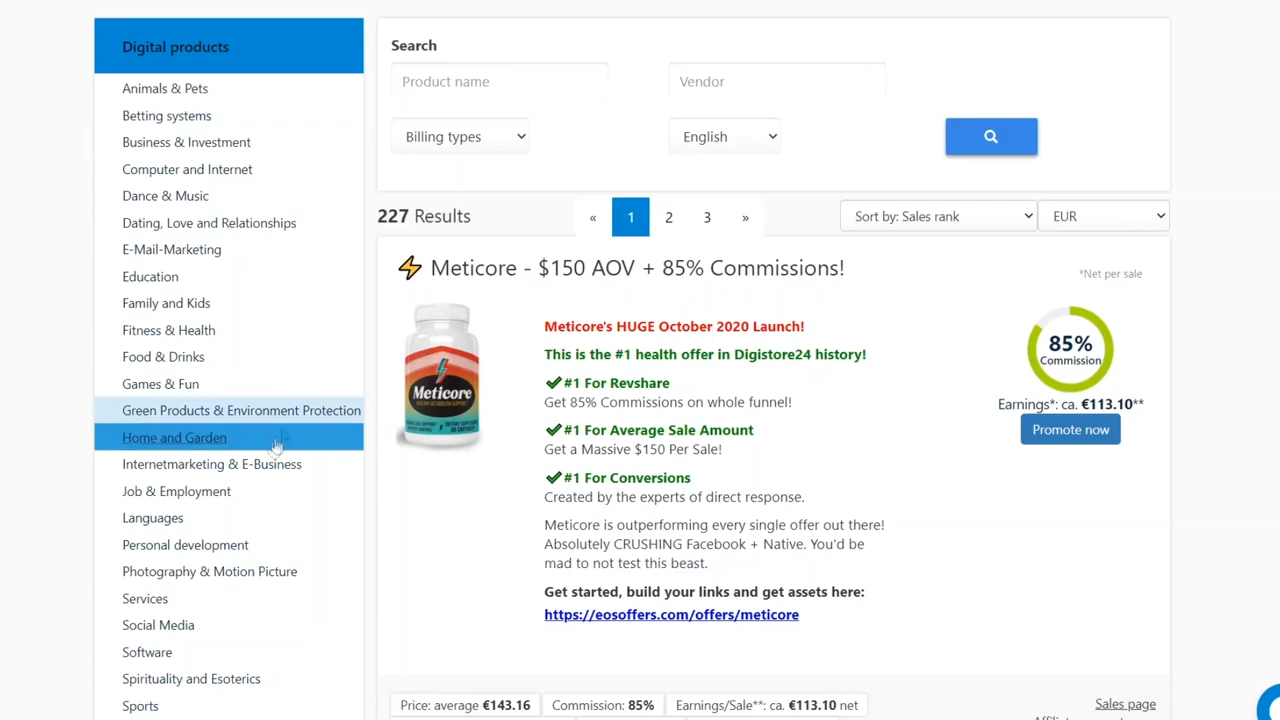 Digital products
Animals & Pets
Betting systems
Business & Investment
Computer and Internet
Dance & Music
Dating, Love and Relationships
E-Mail-Marketing
Education
Family and Kids
Fitness & Health
Food & Drinks
Games & Fun
Green Products & Environment Protection
Home and Garden
Internetmarketing & E-Business
Job & Employment
Languages
Personal development
Photography & Motion Picture
Services
Social Media
Software
Spirituality and Esoterics
Sports
Search
Product name
Vendor
Billing types
English
227 Results
« 1 2 3 »
Sort by: Sales rank
EUR
Meticore - $150 AOV + 85% Commissions!
*Net per sale
Meticore
Meticore's HUGE October 2020 Launch!
This is the #1 health offer in Digistore24 history!
#1 For Revshare
Get 85% Commissions on whole funnel!
#1 For Average Sale Amount
Get a Massive $150 Per Sale!
#1 For Conversions
Created by the experts of direct response.
Meticore is outperforming every single offer out there!
Absolutely CRUSHING Facebook + Native. You'd be
mad to not test this beast.
Get started, build your links and get assets here:
https://eosoffers.com/offers/meticore
85%
Commission
Earnings*: ca. €113.10**
Promote now
Price: average €143.16
Commission: 85%
Earnings/Sale**: ca. €113.10 net
Sales page